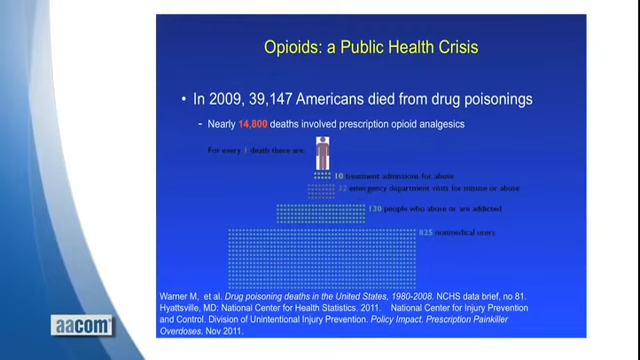 Opioids: a Public Health Crisis
• In 2009, 39,147 Americans died from drug poisonings
- Nearly 14,800 deaths involved prescription opioid analgesics
For every 1 death there are:
10 treatment admissions for abuse
32 emergency department visits for misuse or abuse
130 people who abuse or are addicted
825 nonmedical users
Warner M, et al. Drug poisoning deaths in the United States, 1980-2008. NCHS data brief, no 81.
Hyattsville, MD: National Center for Health Statistics. 2011. National Center for Injury Prevention
and Control. Division of Unintentional Injury Prevention. Policy Impact. Prescription Painkiller
Overdoses. Nov 2011.
aacom